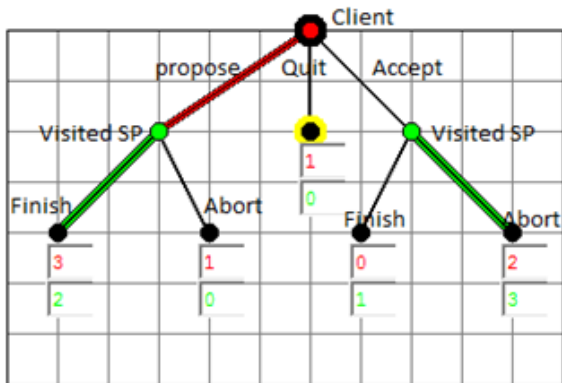 Client
propose Quit Accept
Visited SP Visited SP
1
0
Finish Abort Finish Abort
3 1 0 2
2 0 1 3